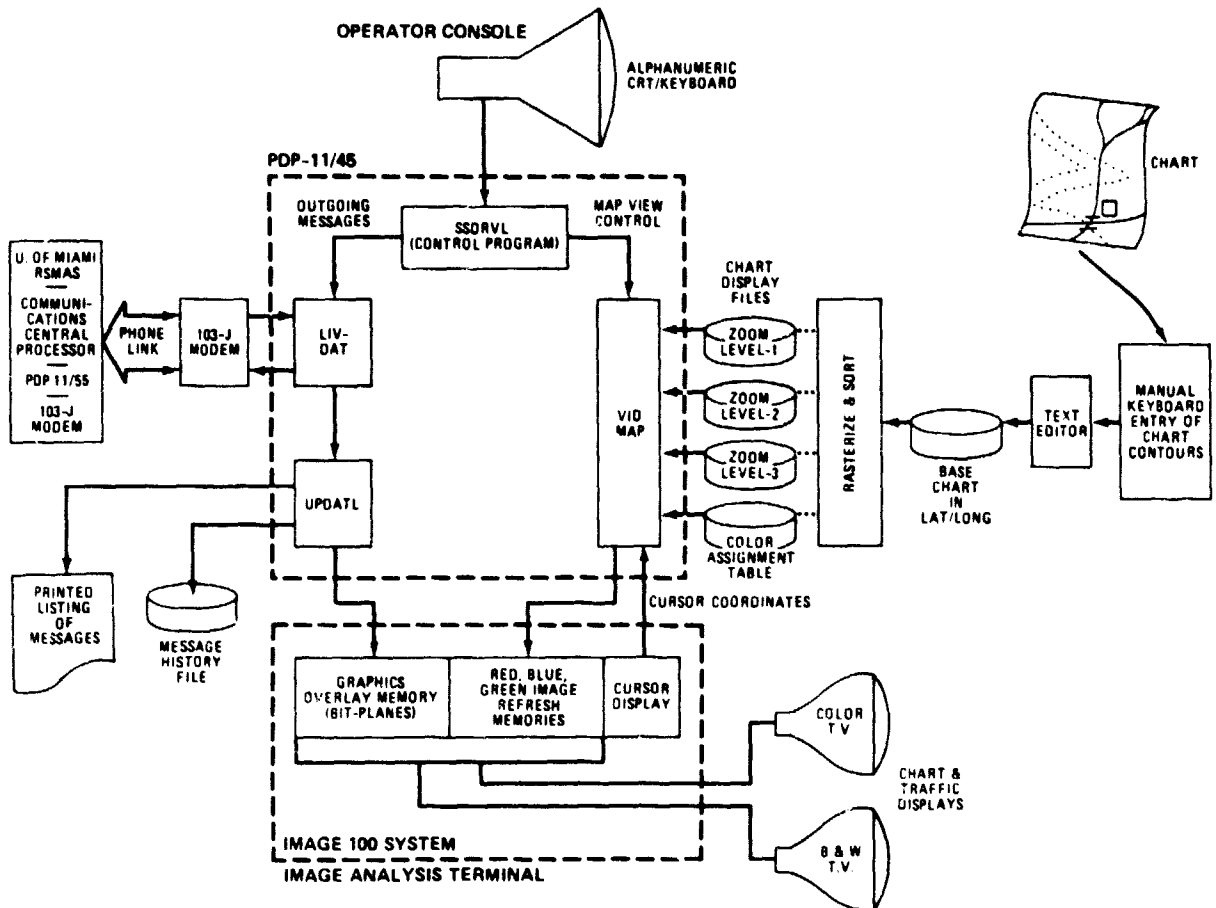 OPERATOR CONSOLE
ALPHANUMERIC
CRT/KEYBOARD
CHART
PDP-11/45
OUTGOING
MESSAGES
MAP VIEW
CONTROL
SSDRVL
(CONTROL PROGRAM)
U. OF MIAMI
RSMAS
COMMUNI-
CATIONS
CENTRAL
PROCESSOR
PDP 11/55
103-J
MODEM
PHONE
LINK
103-J
MODEM
LIV-
DAT
UPDATL
VID
MAP
CHART
DISPLAY
FILES
ZOOM
LEVEL-1
ZOOM
LEVEL-2
ZOOM
LEVEL-3
COLOR
ASSIGNMENT
TABLE
RASTERIZE & SORT
BASE
CHART
IN
LAT/LONG
TEXT
EDITOR
MANUAL
KEYBOARD
ENTRY OF
CHART
CONTOURS
PRINTED
LISTING
OF
MESSAGES
MESSAGE
HISTORY
FILE
CURSOR COORDINATES
GRAPHICS
OVERLAY MEMORY
(BIT-PLANES)
RED, BLUE,
GREEN IMAGE
REFRESH
MEMORIES
CURSOR
DISPLAY
COLOR
T.V
CHART &
TRAFFIC
DISPLAYS
B & W
T.V.
IMAGE 100 SYSTEM
IMAGE ANALYSIS TERMINAL